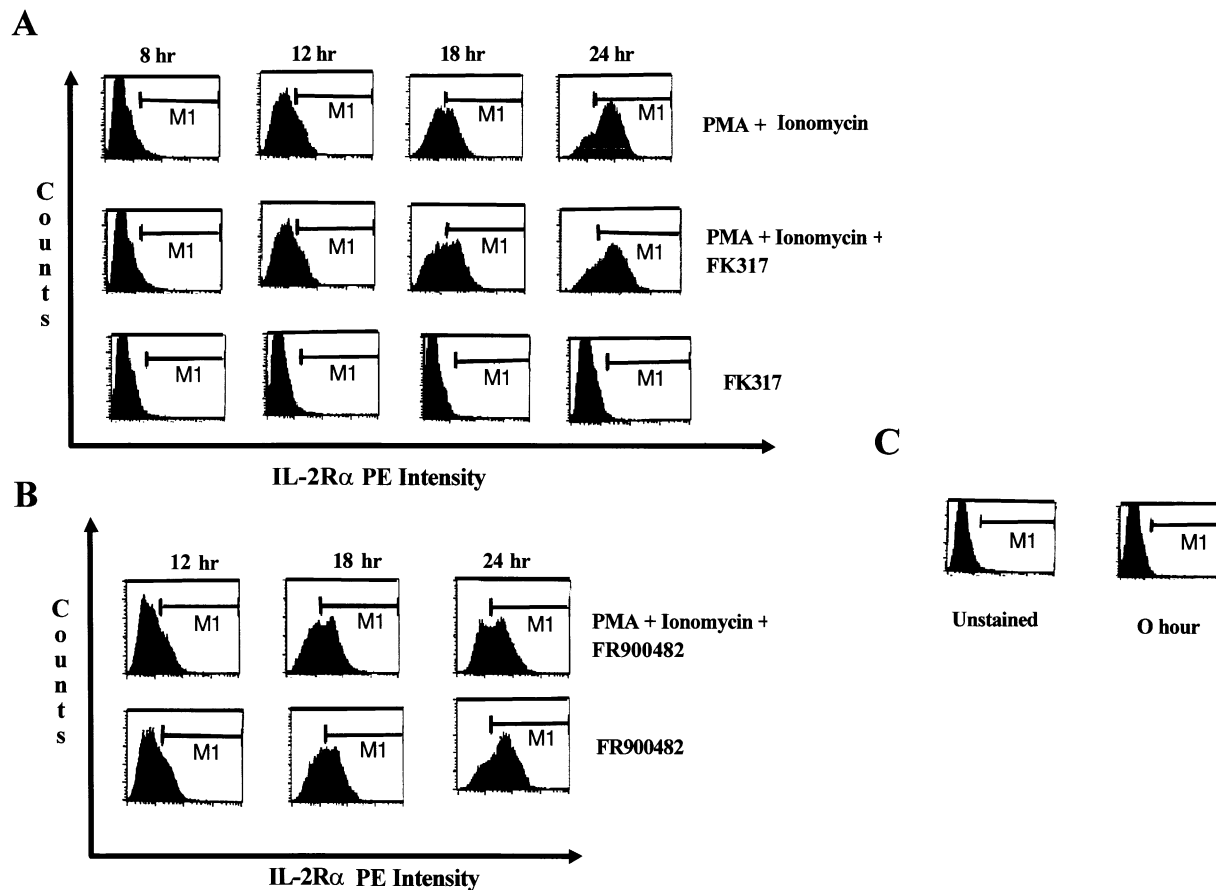 A
8 hr 12 hr 18 hr 24 hr
M1 M1 M1 M1
PMA + Ionomycin
M1 M1 M1 M1
PMA + Ionomycin +
FK317
M1 M1 M1 M1
FK317
Counts
IL-2Rα PE Intensity
B
12 hr 18 hr 24 hr
M1 M1 M1
PMA + Ionomycin +
FR900482
M1 M1 M1
FR900482
Counts
IL-2Rα PE Intensity
C
M1 M1
Unstained O hour